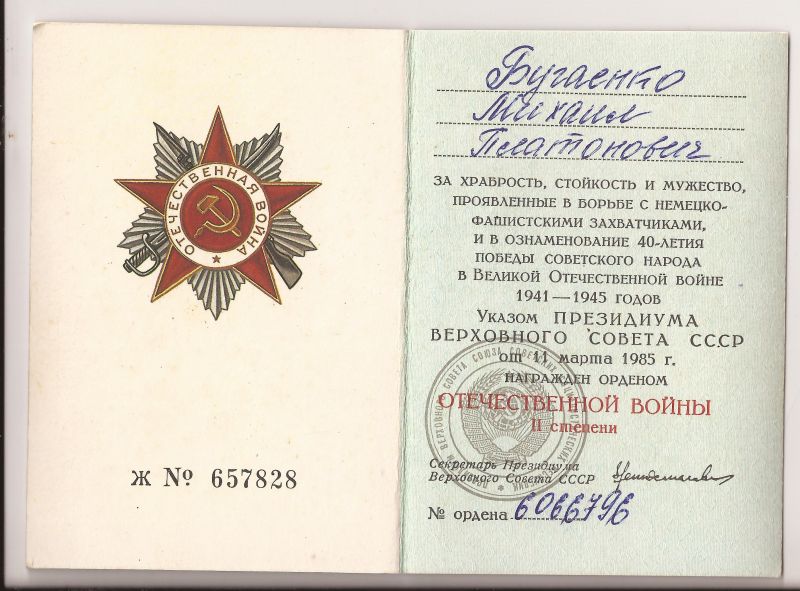 ОТЕЧЕСТВЕННАЯ ВОЙНА
Ж № 657828
Бугаенко
Михаил
Платонович
ЗА ХРАБРОСТЬ, СТОЙКОСТЬ И МУЖЕСТВО,
ПРОЯВЛЕННЫЕ В БОРЬБЕ С НЕМЕЦКО-
ФАШИСТСКИМИ ЗАХВАТЧИКАМИ,
И В ОЗНАМЕНОВАНИЕ 40-ЛЕТИЯ
ПОБЕДЫ СОВЕТСКОГО НАРОДА
В ВЕЛИКОЙ ОТЕЧЕСТВЕННОЙ ВОЙНЕ
1941—1945 ГОДОВ
УКАЗОМ ПРЕЗИДИУМА
ВЕРХОВНОГО СОВЕТА СССР
от 11 марта 1985 г.
НАГРАЖДЕН ОРДЕНОМ
ОТЕЧЕСТВЕННОЙ ВОЙНЫ
II степени
Секретарь Президиума
Верховного Совета СССР
№ ордена 6066796